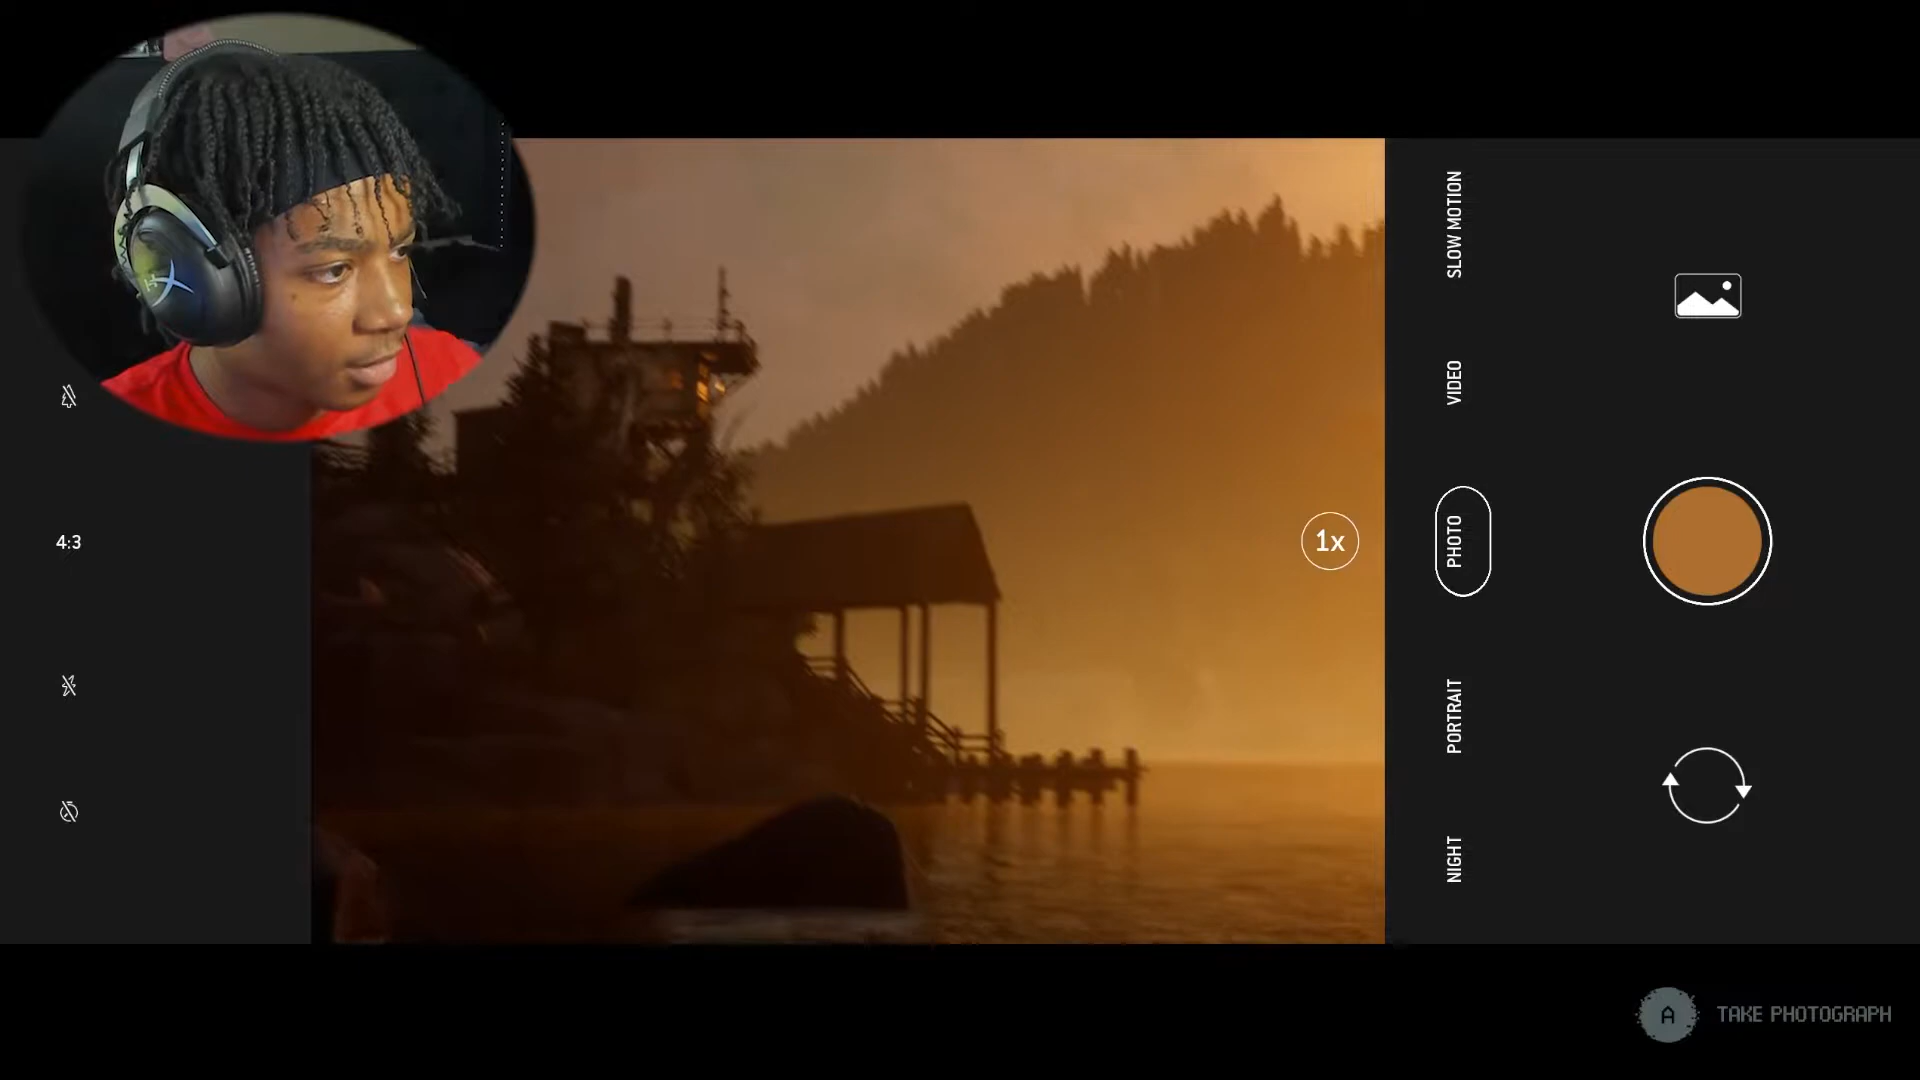 SLOW MOTION
VIDEO
4:3
1x
PHOTO
PORTRAIT
NIGHT
A TAKE PHOTOGRAPH